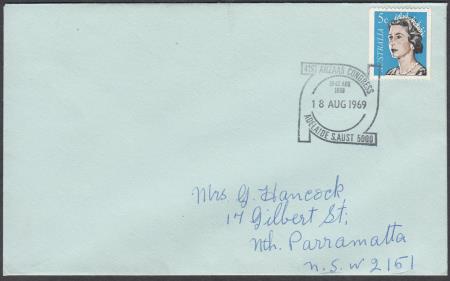 5c
AUSTRALIA
41ST ANZAAS CONGRESS
1969
18 AUG 1969
ADELAIDE S.AUST 5000
Mrs G. Hancock
17 Gilbert St;
Nth. Parramatta
N.S.W 2151